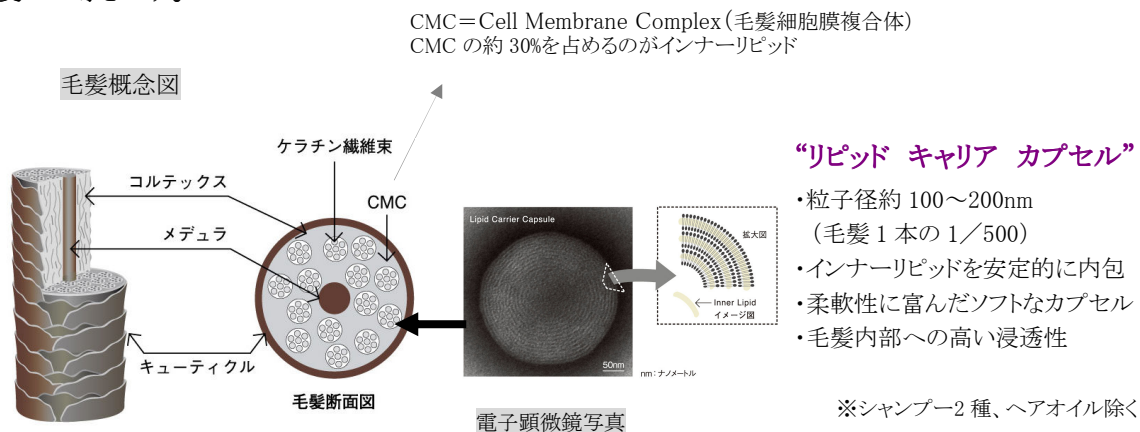 CMC＝Cell Membrane Complex（毛髪細胞膜複合体）
CMC の約 30%を占めるのがインナーリピッド
毛髪概念図
ケラチン繊維束
コルテックス
CMC
メデュラ
キューティクル
毛髪断面図
Lipid Carrier Capsule
50nm
nm：ナノメートル
電子顕微鏡写真
拡大図
Inner Lipid
イメージ図
“リピッド キャリア カプセル”
・粒子径約 100～200nm
（毛髪 1 本の 1／500）
・インナーリピッドを安定的に内包
・柔軟性に富んだソフトなカプセル
・毛髪内部への高い浸透性
※シャンプー2 種、ヘアオイル除く